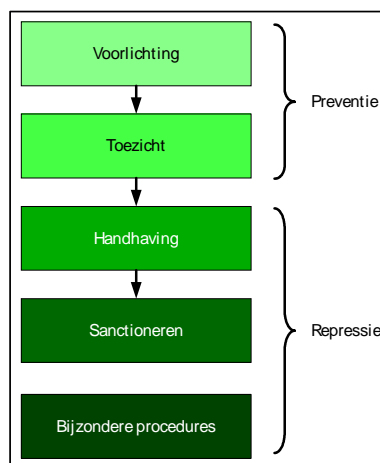 Voorlichting
Preventie
Toezicht
Handhaving
Sanctioneren
Repressie
Bijzondere procedures